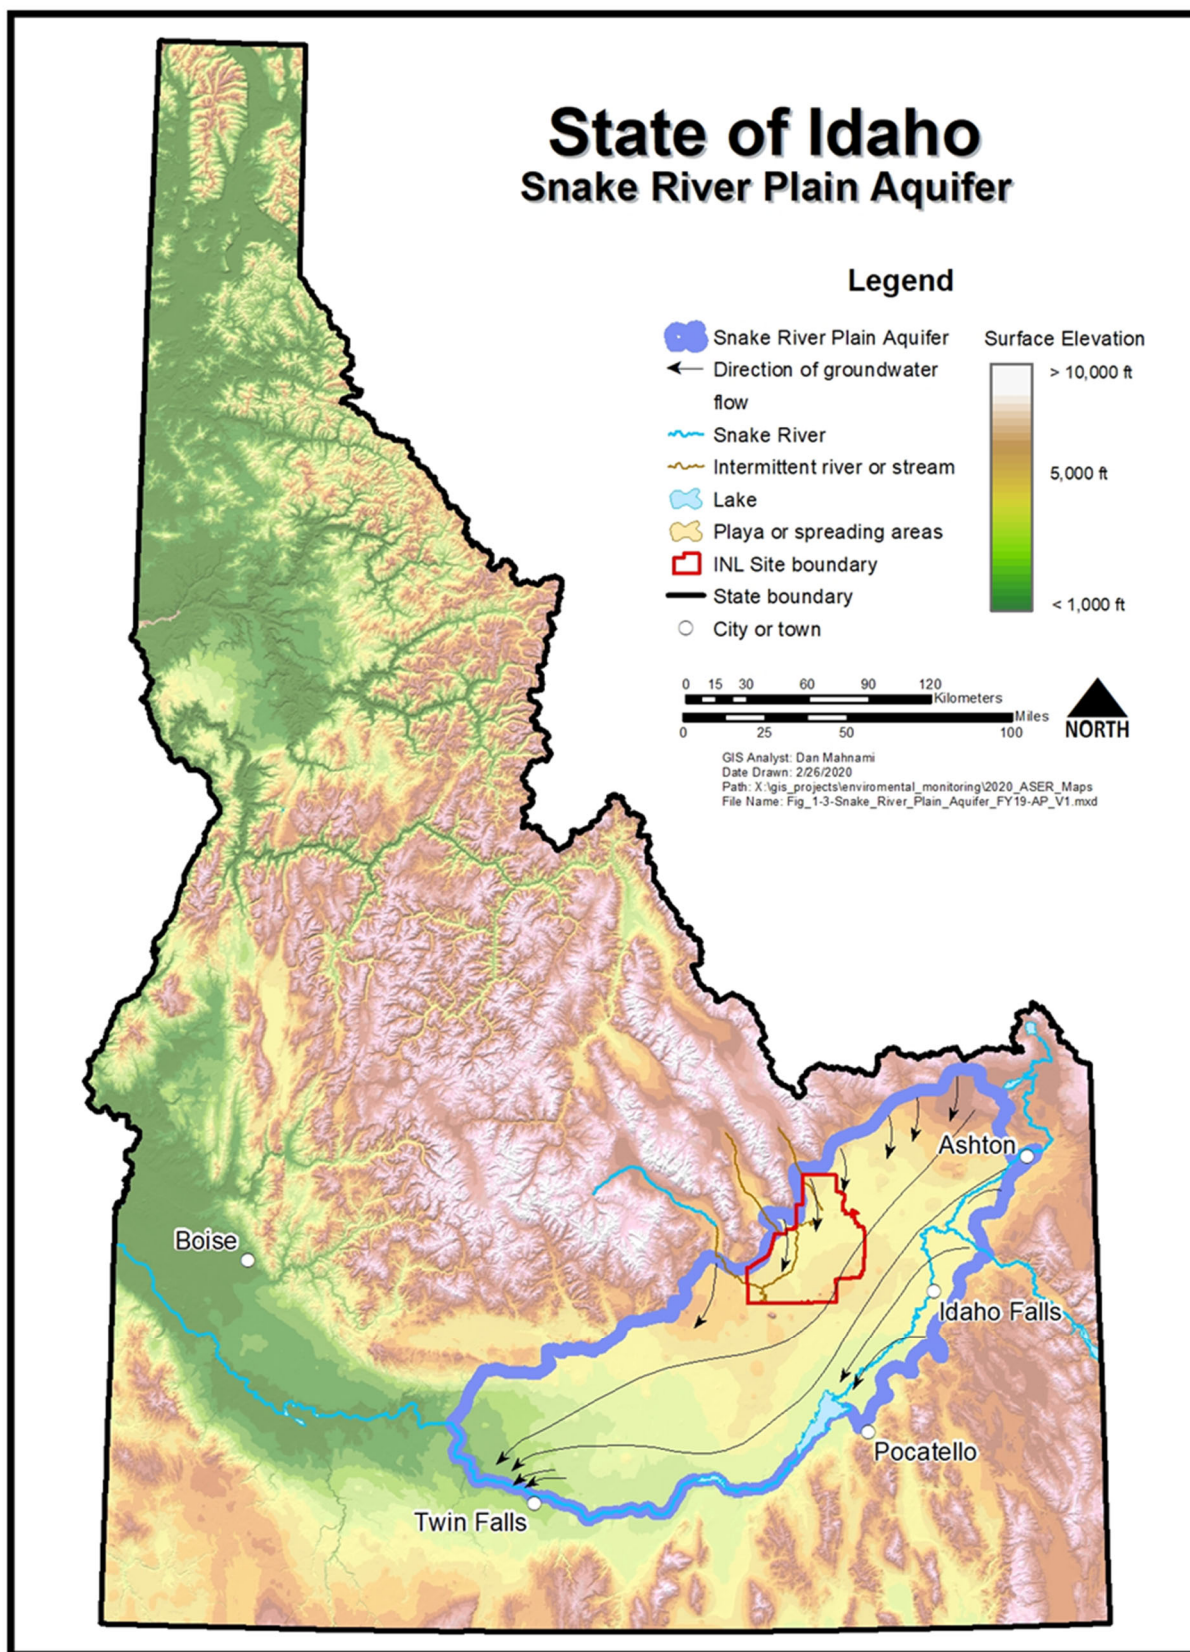 State of Idaho
Snake River Plain Aquifer
Legend
Snake River Plain Aquifer
Direction of groundwater
flow
Snake River
Intermittent river or stream
Lake
Playa or spreading areas
INL Site boundary
State boundary
City or town
Surface Elevation
> 10,000 ft
5,000 ft
< 1,000 ft
0 15 30 60 90 120
Kilometers
Miles
0 25 50 100
NORTH
GIS Analyst: Dan Mahnami
Date Drawn: 2/26/2020
Path: X:\gis_projects\enviromental_monitoring\2020_ASER_Maps
File Name: Fig_1-3-Snake_River_Plain_Aquifer_FY19-AP_V1.mxd
Ashton
Boise
Idaho Falls
Pocatello
Twin Falls